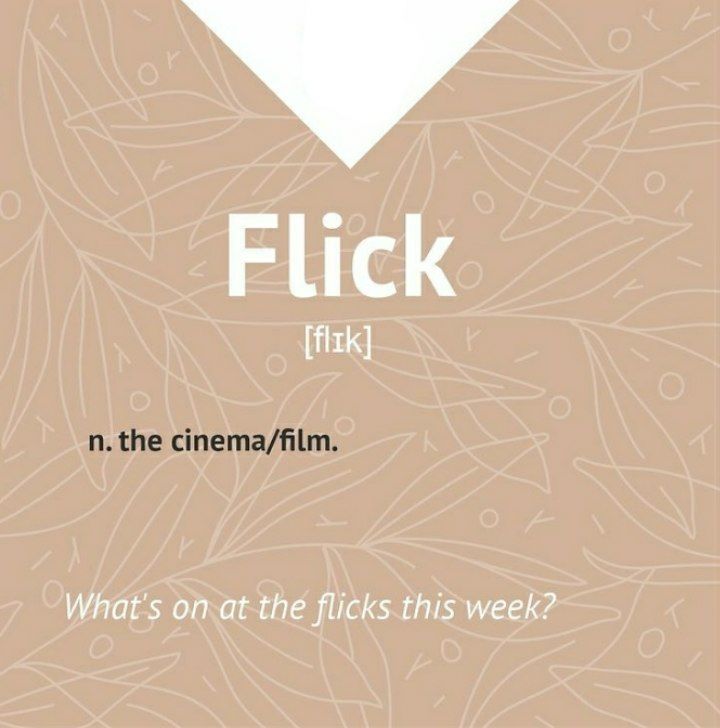 Flick
[flɪk]
n. the cinema/film.
What's on at the flicks this week?